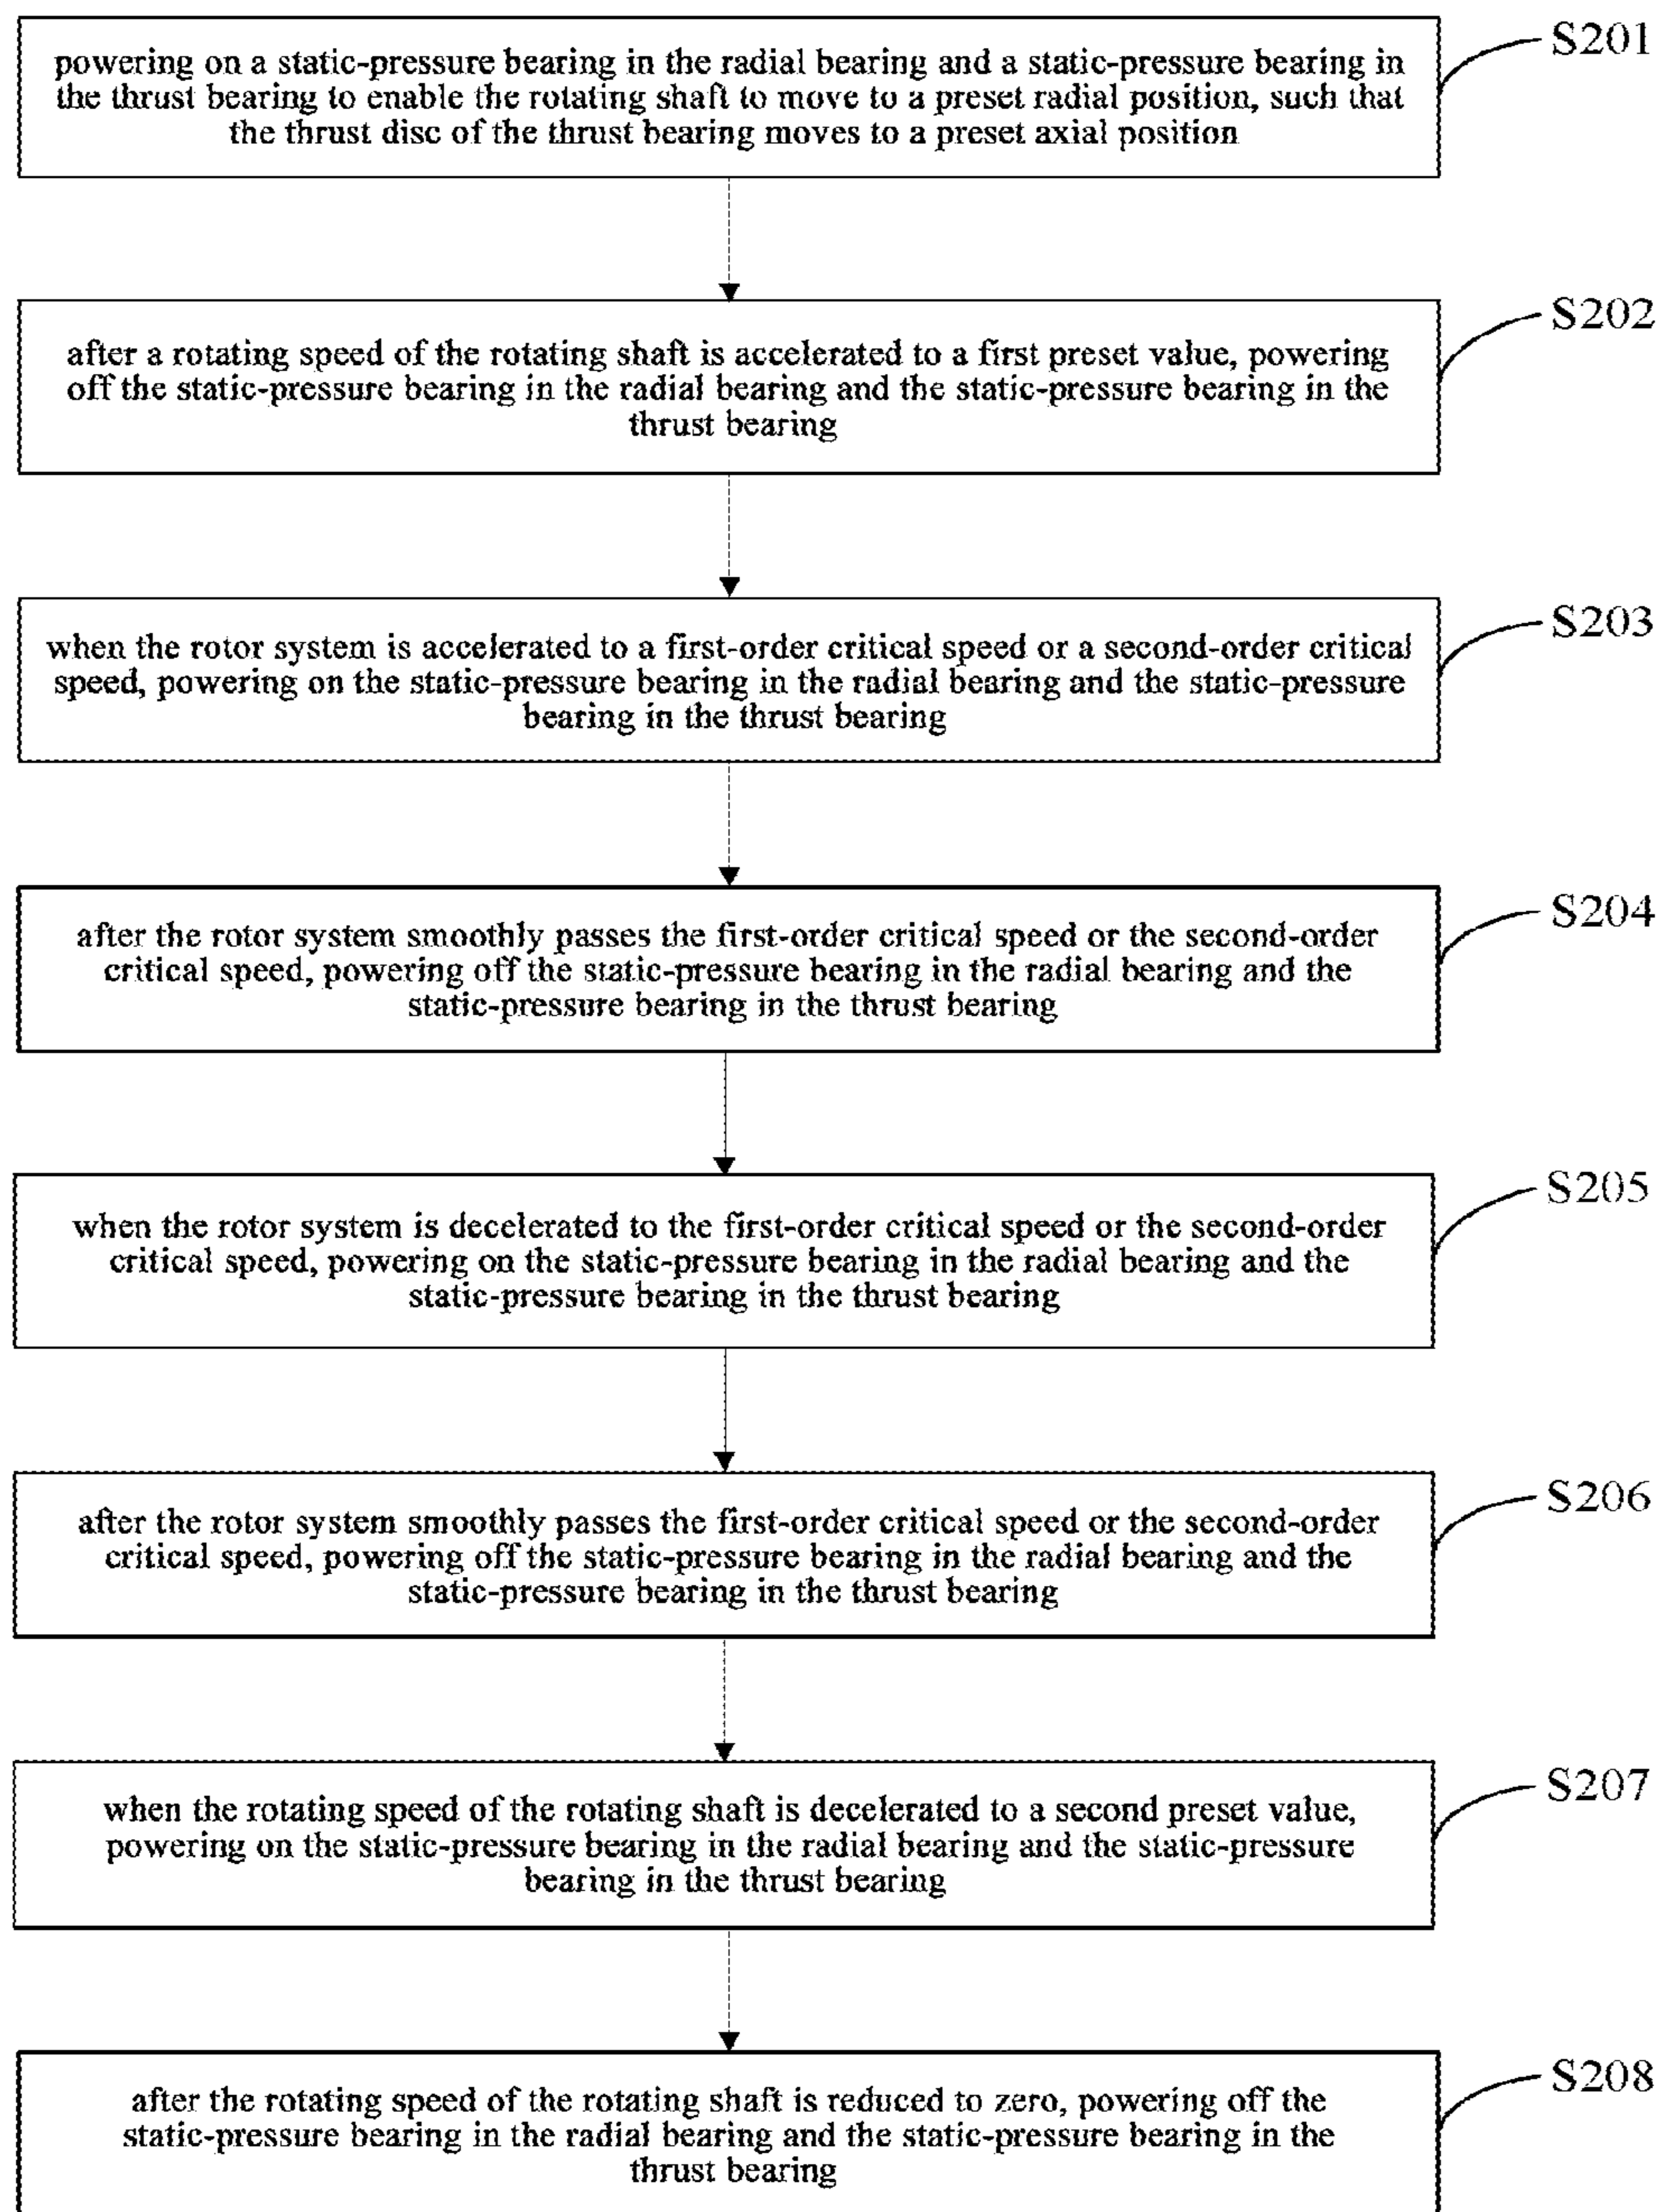 powering on a static-pressure bearing in the radial bearing and a static-pressure bearing in
the thrust bearing to enable the rotating shaft to move to a preset radial position, such that
the thrust disc of the thrust bearing moves to a preset axial position
S201
after a rotating speed of the rotating shaft is accelerated to a first preset value, powering
off the static-pressure bearing in the radial bearing and the static-pressure bearing in the
thrust bearing
S202
when the rotor system is accelerated to a first-order critical speed or a second-order critical
speed, powering on the static-pressure bearing in the radial bearing and the static-pressure
bearing in the thrust bearing
S203
after the rotor system smoothly passes the first-order critical speed or the second-order
critical speed, powering off the static-pressure bearing in the radial bearing and the
static-pressure bearing in the thrust bearing
S204
when the rotor system is decelerated to the first-order critical speed or the second-order
critical speed, powering on the static-pressure bearing in the radial bearing and the
static-pressure bearing in the thrust bearing
S205
after the rotor system smoothly passes the first-order critical speed or the second-order
critical speed, powering off the static-pressure bearing in the radial bearing and the
static-pressure bearing in the thrust bearing
S206
when the rotating speed of the rotating shaft is decelerated to a second preset value,
powering on the static-pressure bearing in the radial bearing and the static-pressure
bearing in the thrust bearing
S207
after the rotating speed of the rotating shaft is reduced to zero, powering off the
static-pressure bearing in the radial bearing and the static-pressure bearing in the
thrust bearing
S208